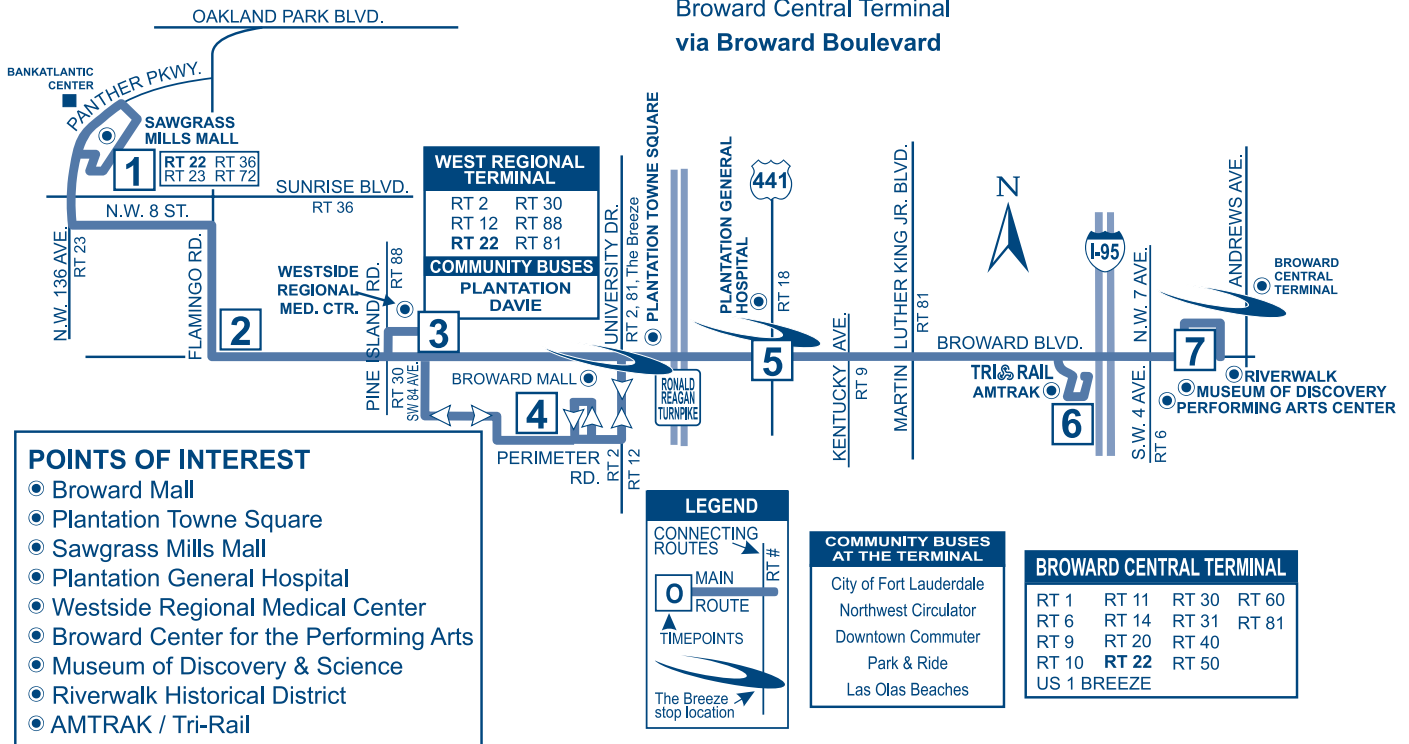 Broward Central Terminal
via Broward Boulevard
OAKLAND PARK BLVD.
BANKATLANTIC
CENTER
PANTHER PKWY.
SAWGRASS
MILLS MALL
1
RT 22 RT 36
RT 23 RT 72
SUNRISE BLVD.
RT 36
N.W. 8 ST.
N.W. 136 AVE.
RT 23
FLAMINGO RD.
2
WESTSIDE
REGIONAL
MED. CTR.
PINE ISLAND RD.
RT 88
RT 30
SW 84 AVE.
3
WEST REGIONAL
TERMINAL
RT 2 RT 30
RT 12 RT 88
RT 22 RT 81
COMMUNITY BUSES
PLANTATION
DAVIE
UNIVERSITY DR.
RT 2, 81, The Breeze
PLANTATION TOWNE SQUARE
BROWARD MALL
4
PERIMETER
RD.
RT 2
RT 12
RONALD
REAGAN
TURNPIKE
PLANTATION GENERAL
HOSPITAL
441
RT 18
5
KENTUCKY AVE.
RT 9
MARTIN LUTHER KING JR. BLVD.
RT 81
N
BROWARD BLVD.
TRI RAIL
AMTRAK
6
I-95
N.W. 7 AVE.
S.W. 4 AVE.
RT 6
ANDREWS AVE.
BROWARD
CENTRAL
TERMINAL
7
RIVERWALK
MUSEUM OF DISCOVERY
PERFORMING ARTS CENTER
POINTS OF INTEREST
Broward Mall
Plantation Towne Square
Sawgrass Mills Mall
Plantation General Hospital
Westside Regional Medical Center
Broward Center for the Performing Arts
Museum of Discovery & Science
Riverwalk Historical District
AMTRAK / Tri-Rail
LEGEND
CONNECTING
ROUTES
RT #
O
MAIN
ROUTE
TIMEPOINTS
The Breeze
stop location
COMMUNITY BUSES
AT THE TERMINAL
City of Fort Lauderdale
Northwest Circulator
Downtown Commuter
Park & Ride
Las Olas Beaches
BROWARD CENTRAL TERMINAL
RT 1 RT 11 RT 30 RT 60
RT 6 RT 14 RT 31 RT 81
RT 9 RT 20 RT 40
RT 10 RT 22 RT 50
US 1 BREEZE